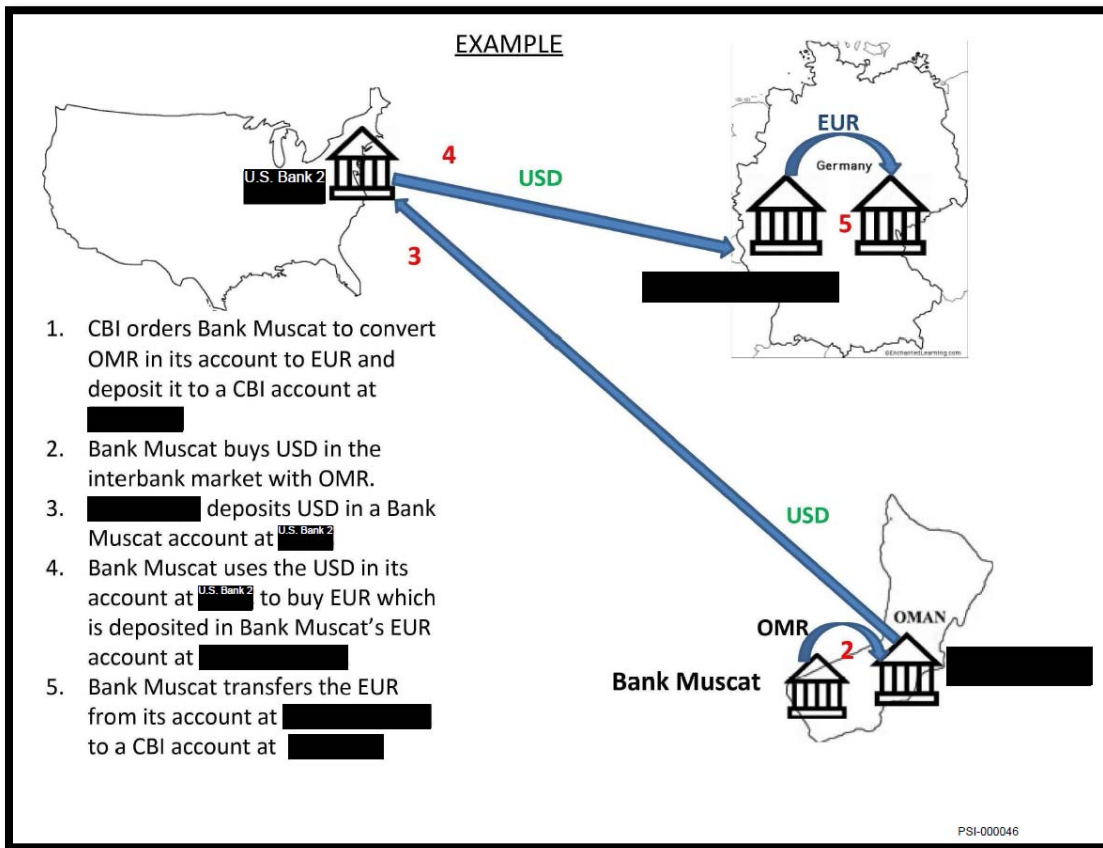 EXAMPLE
EUR
Germany
4
USD
U.S. Bank 2
5
3
©EnchantedLearning.com
1. CBI orders Bank Muscat to convert
OMR in its account to EUR and
deposit it to a CBI account at
2. Bank Muscat buys USD in the
interbank market with OMR.
3. deposits USD in a Bank
Muscat account at U.S. Bank 2
4. Bank Muscat uses the USD in its
account at U.S. Bank 2 to buy EUR which
is deposited in Bank Muscat’s EUR
account at
5. Bank Muscat transfers the EUR
from its account at
to a CBI account at
USD
OMAN
OMR
2
Bank Muscat
PSI-000046